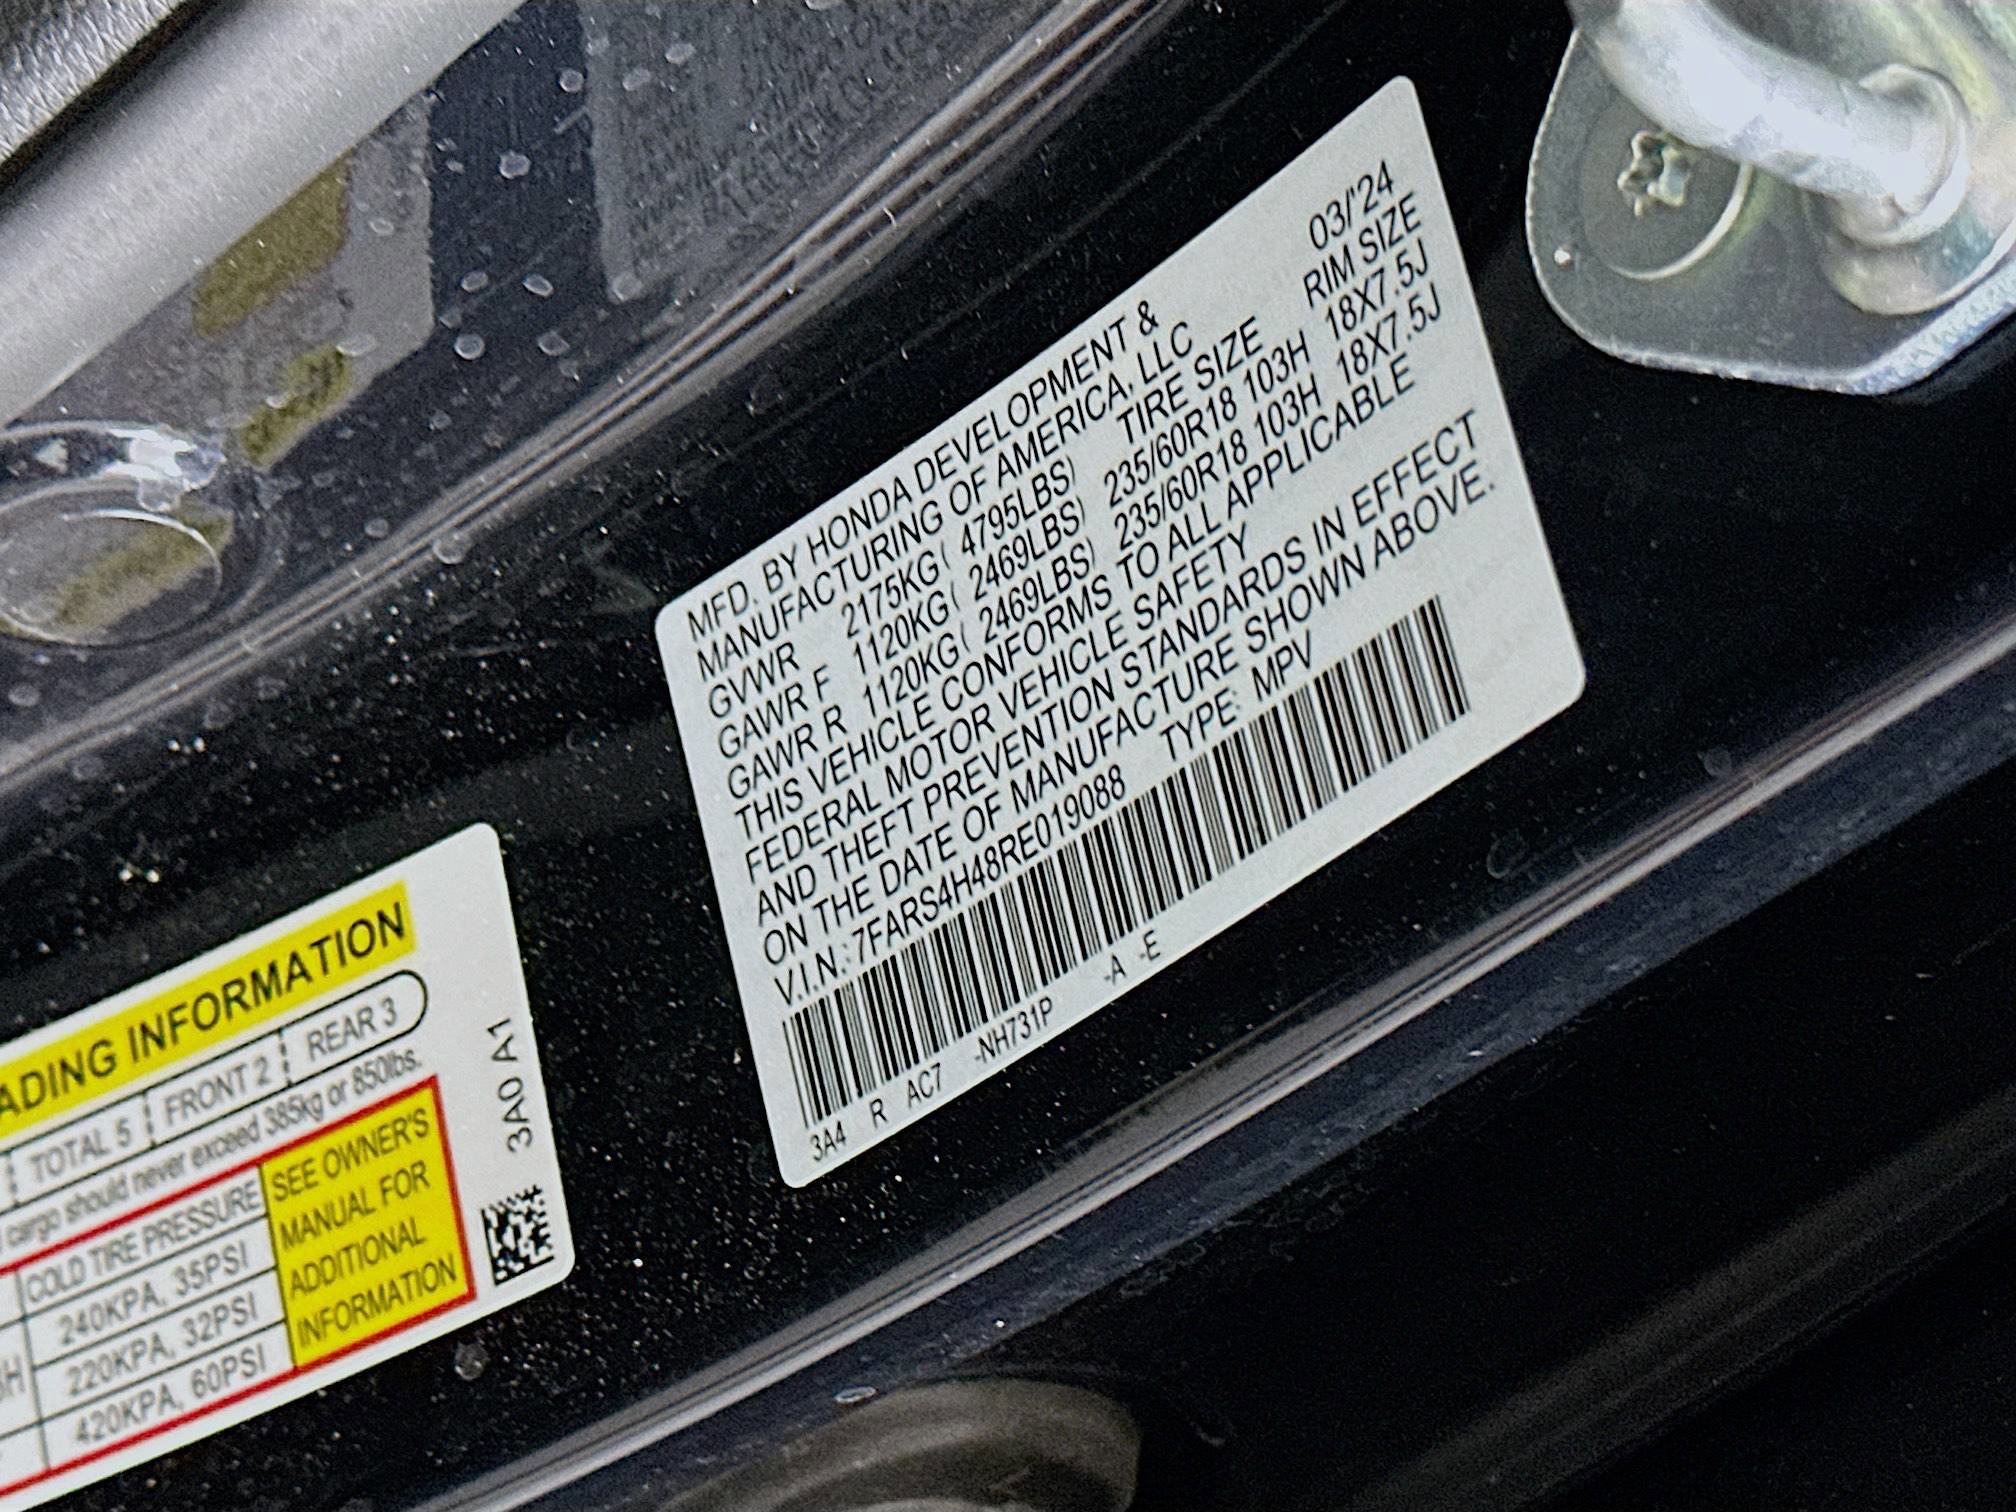 MFD. BY HONDA DEVELOPMENT & 03/'24
MANUFACTURING OF AMERICA, LLC RIM SIZE
GVWR 2175KG( 4795LBS) TIRE SIZE 18X7.5J
GAWR F 1120KG( 2469LBS) 235/60R18 103H 18X7.5J
GAWR R 1120KG( 2469LBS) 235/60R18 103H
THIS VEHICLE CONFORMS TO ALL APPLICABLE
FEDERAL MOTOR VEHICLE SAFETY
AND THEFT PREVENTION STANDARDS IN EFFECT
ON THE DATE OF MANUFACTURE SHOWN ABOVE.
V.I.N.:7FARS4H48RE019088 TYPE: MPV
3A4 R AC7 -NH731P -A -E
ADING INFORMATION
TOTAL 5 FRONT 2 REAR 3
cargo should never exceed 385kg or 850lbs.
COLD TIRE PRESSURE
240KPA, 35PSI
220KPA, 32PSI
420KPA, 60PSI
SEE OWNER'S
MANUAL FOR
ADDITIONAL
INFORMATION
3A0 A1